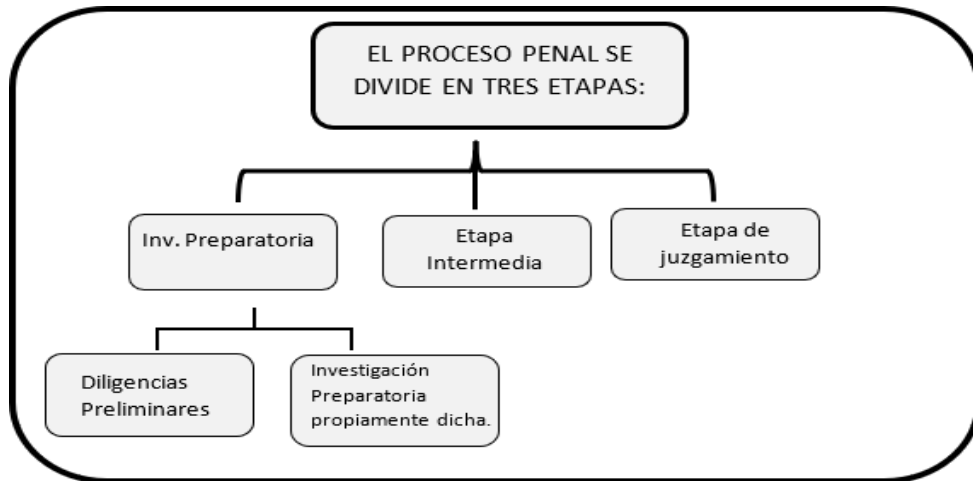 EL PROCESO PENAL SE
DIVIDE EN TRES ETAPAS:
Inv. Preparatoria
Etapa
Intermedia
Etapa de
juzgamiento
Diligencias
Preliminares
Investigación
Preparatoria
propiamente dicha.